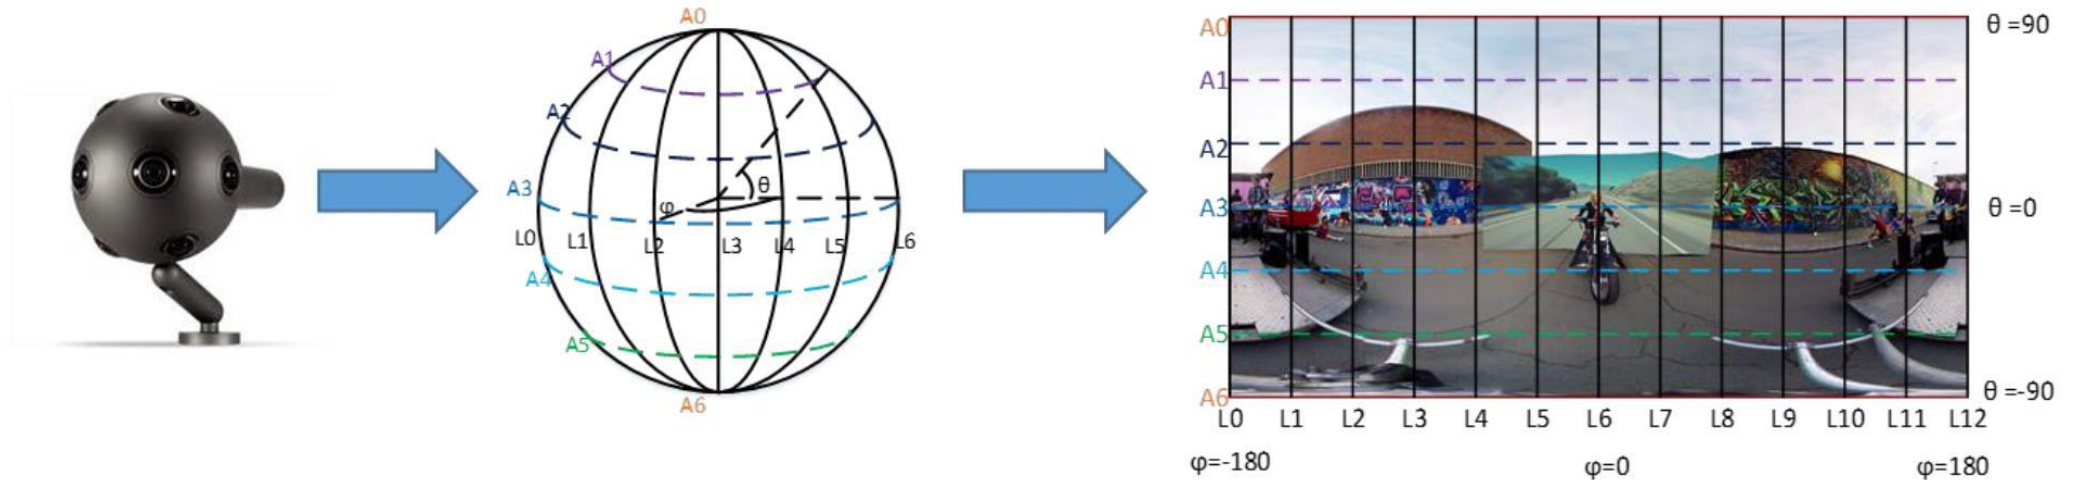 A0
A1
A2
A3
θ
φ
L0 L1 L2 L3 L4 L5 L6
A4
A5
A6
A0 θ =90
A1
A2
A3 θ =0
A4
A5
A6 θ =-90
L0 L1 L2 L3 L4 L5 L6 L7 L8 L9 L10 L11 L12
φ=-180 φ=0 φ=180